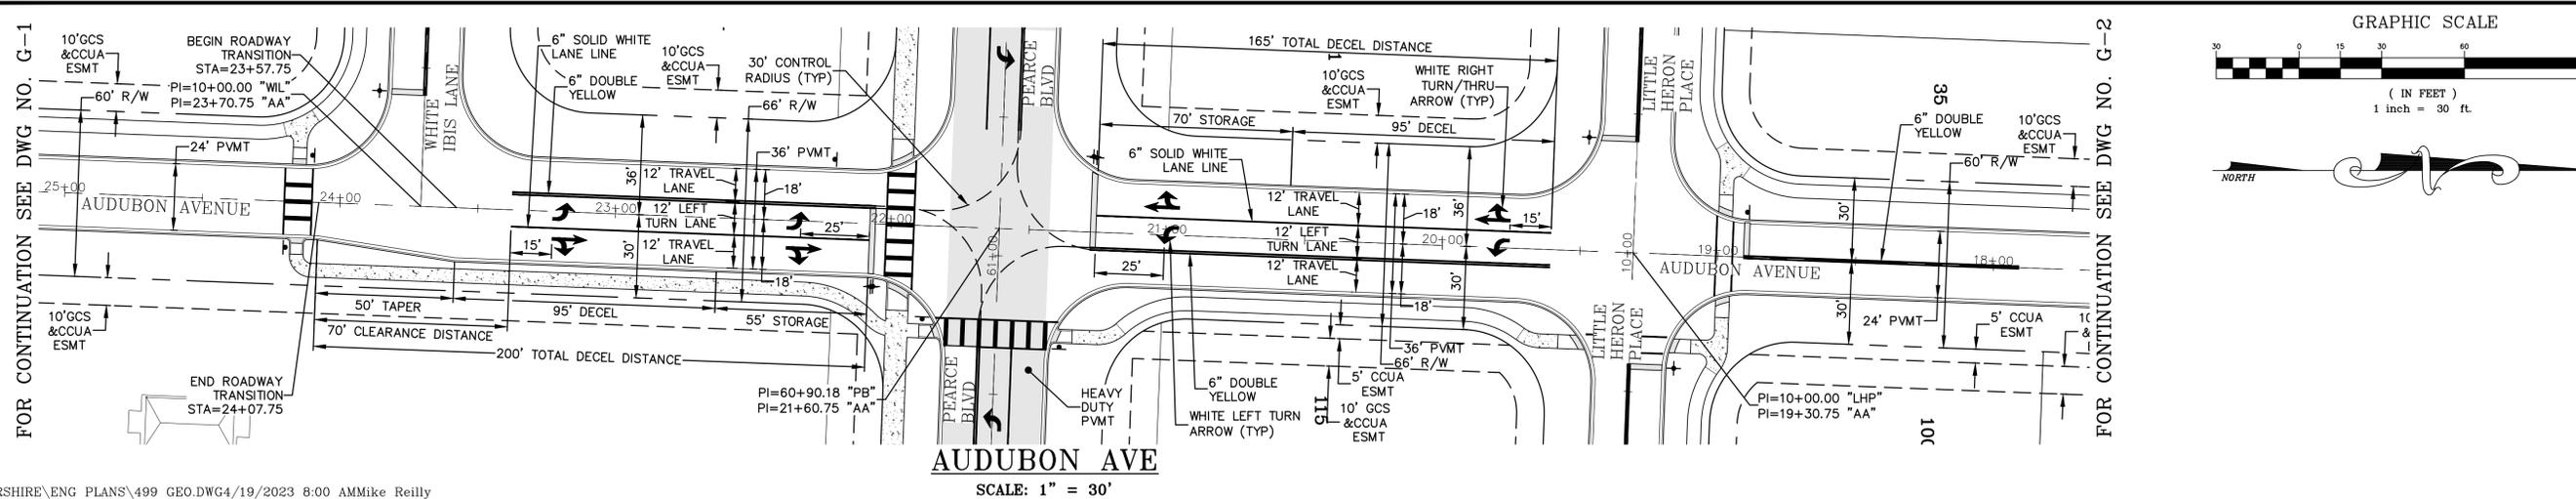 FOR CONTINUATION SEE DWG NO. G-1
10'GCS
&CCUA
ESMT
60' R/W
BEGIN ROADWAY
TRANSITION
STA=23+57.75
PI=10+00.00 "WIL"
PI=23+70.75 "AA"
24' PVMT
25+00
AUDUBON AVENUE
24+00
10'GCS
&CCUA
ESMT
END ROADWAY
TRANSITION
STA=24+07.75
WHITE
IBIS LANE
6" SOLID WHITE
LANE LINE
6" DOUBLE
YELLOW
10'GCS
&CCUA
ESMT
30' CONTROL
RADIUS (TYP)
66' R/W
36' PVMT
36'
12' TRAVEL
LANE
18'
23+00
12' LEFT
TURN LANE
22+00
25'
15'
30'
12' TRAVEL
LANE
18'
50' TAPER
95' DECEL
55' STORAGE
70' CLEARANCE DISTANCE
200' TOTAL DECEL DISTANCE
PI=60+90.18 "PB"
PI=21+60.75 "AA"
PEARCE
BLVD
61+00
PEARCE
BLVD
HEAVY
DUTY
PVMT
165' TOTAL DECEL DISTANCE
1
10'GCS
&CCUA
ESMT
WHITE RIGHT
TURN/THRU
ARROW (TYP)
70' STORAGE
95' DECEL
6" SOLID WHITE
LANE LINE
12' TRAVEL
LANE
18'
36'
15'
21+00
12' LEFT
TURN LANE
20+00
25'
12' TRAVEL
LANE
30'
18'
36' PVMT
66' R/W
6" DOUBLE
YELLOW
WHITE LEFT TURN
ARROW (TYP)
115
5' CCUA
ESMT
10' GCS
&CCUA
ESMT
LITTLE
HERON
PLACE
10+00
LITTLE
HERON
PLACE
19+00
AUDUBON AVENUE
18+00
35
6" DOUBLE
YELLOW
10'GCS
&CCUA
ESMT
60' R/W
30'
30'
24' PVMT
5' CCUA
ESMT
PI=10+00.00 "LHP"
PI=19+30.75 "AA"
FOR CONTINUATION SEE DWG NO. G-2
GRAPHIC SCALE
30 0 15 30 60
( IN FEET )
1 inch = 30 ft.
NORTH
AUDUBON AVE
SCALE: 1" = 30'
RSHIRE\ENG PLANS\499 GEO.DWG4/19/2023 8:00 AMMike Reilly